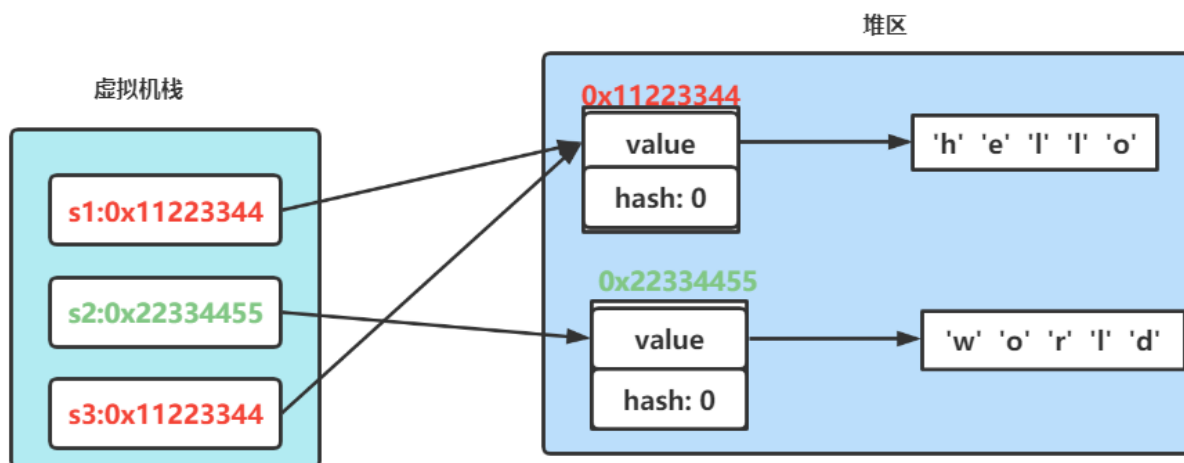 堆区
虚拟机栈
0x11223344
value
'h' 'e' 'l' 'l' 'o'
s1:0x11223344
hash: 0
0x22334455
s2:0x22334455
value
'w' 'o' 'r' 'l' 'd'
s3:0x11223344
hash: 0